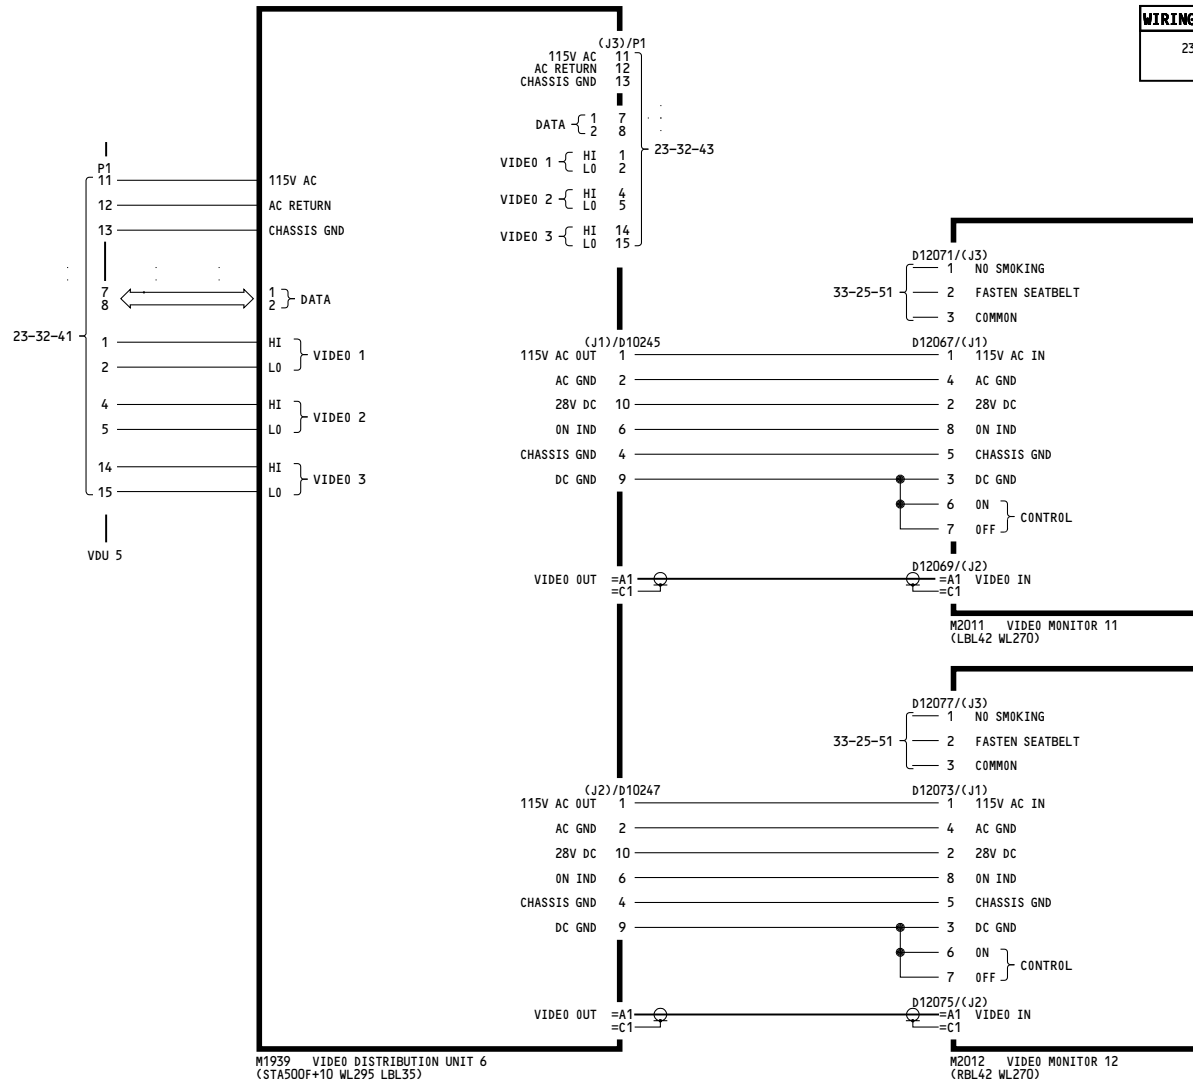 WIRING
23
(J3)/P1
115V AC 11
AC RETURN 12
CHASSIS GND 13
DATA 1 7
2 8
23-32-43
VIDEO 1 HI 1
LO 2
VIDEO 2 HI 4
LO 5
VIDEO 3 HI 14
LO 15
P1
11 115V AC
12 AC RETURN
13 CHASSIS GND
7 1
8 2 DATA
23-32-41
1 HI
2 LO VIDEO 1
4 HI
5 LO VIDEO 2
14 HI
15 LO VIDEO 3
VDU 5
D12071/(J3)
1 NO SMOKING
33-25-51 2 FASTEN SEATBELT
3 COMMON
(J1)/D10245 D12067/(J1)
115V AC OUT 1 1 115V AC IN
AC GND 2 4 AC GND
28V DC 10 2 28V DC
ON IND 6 8 ON IND
CHASSIS GND 4 5 CHASSIS GND
DC GND 9 3 DC GND
6 ON
7 OFF CONTROL
D12069/(J2)
VIDEO OUT =A1 =A1 VIDEO IN
=C1 =C1
M2011 VIDEO MONITOR 11
(LBL42 WL270)
D12077/(J3)
1 NO SMOKING
33-25-51 2 FASTEN SEATBELT
3 COMMON
(J2)/D10247 D12073/(J1)
115V AC OUT 1 1 115V AC IN
AC GND 2 4 AC GND
28V DC 10 2 28V DC
ON IND 6 8 ON IND
CHASSIS GND 4 5 CHASSIS GND
DC GND 9 3 DC GND
6 ON
7 OFF CONTROL
D12075/(J2)
VIDEO OUT =A1 =A1 VIDEO IN
=C1 =C1
M1939 VIDEO DISTRIBUTION UNIT 6
(STA500F+10 WL295 LBL35)
M2012 VIDEO MONITOR 12
(RBL42 WL270)